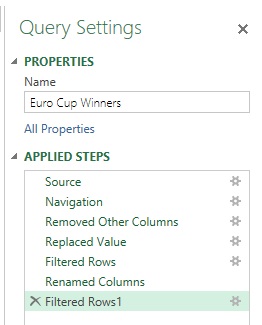 Query Settings
PROPERTIES
Name
Euro Cup Winners
All Properties
APPLIED STEPS
Source
Navigation
Removed Other Columns
Replaced Value
Filtered Rows
Renamed Columns
Filtered Rows1